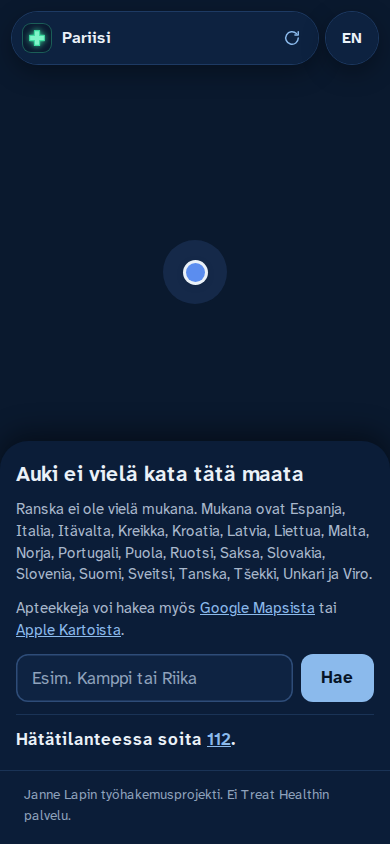 Pariisi
EN
Auki ei vielä kata tätä maata
Ranska ei ole vielä mukana. Mukana ovat Espanja,
Italia, Itävalta, Kreikka, Kroatia, Latvia, Liettua, Malta,
Norja, Portugali, Puola, Ruotsi, Saksa, Slovakia,
Slovenia, Suomi, Sveitsi, Tanska, Tšekki, Unkari ja Viro.
Apteekkeja voi hakea myös Google Mapsista tai
Apple Kartoista.
Esim. Kamppi tai Riika
Hae
Hätätilanteessa soita 112.
Janne Lapin työhakemusprojekti. Ei Treat Healthin
palvelu.